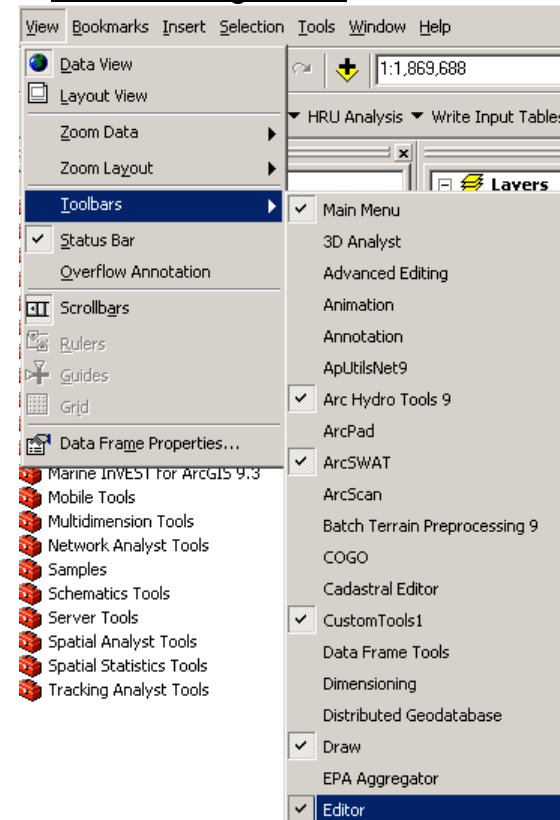 View Bookmarks Insert Selection Tools Window Help
Data View
1:1,869,688
Layout View
HRU Analysis Write Input Tables
Zoom Data
Zoom Layout
Layers
Toolbars
Main Menu
Status Bar
3D Analyst
Overflow Annotation
Advanced Editing
Scrollbars
Animation
Rulers
Annotation
Guides
ApUtilsNet9
Grid
Arc Hydro Tools 9
Data Frame Properties...
ArcPad
Marine InVEST for ArcGIS 9.3
ArcSWAT
Mobile Tools
ArcScan
Multidimension Tools
Batch Terrain Preprocessing 9
Network Analyst Tools
COGO
Samples
Schematics Tools
Cadastral Editor
Server Tools
CustomTools1
Spatial Analyst Tools
Data Frame Tools
Spatial Statistics Tools
Dimensioning
Tracking Analyst Tools
Distributed Geodatabase
Draw
EPA Aggregator
Editor